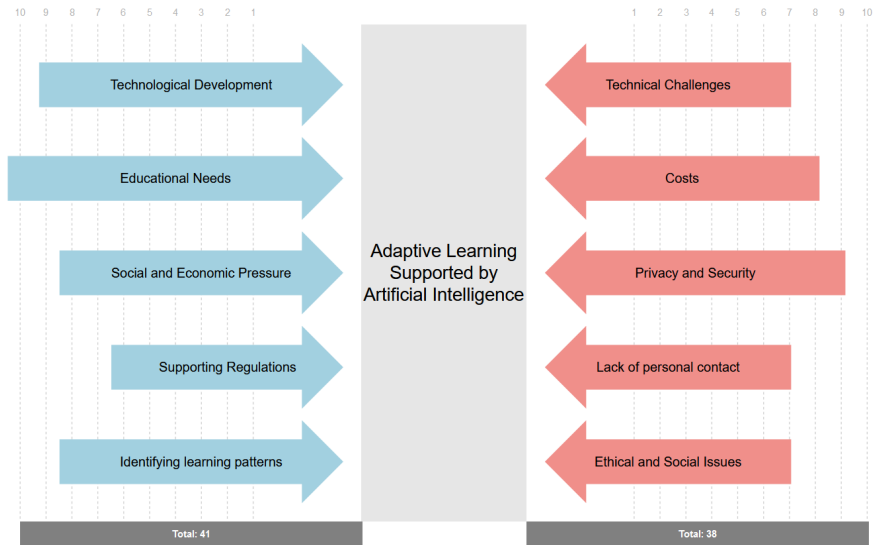 10 9 8 7 6 5 4 3 2 1
1 2 3 4 5 6 7 8 9 10
Technological Development
Technical Challenges
Educational Needs
Costs
Adaptive Learning
Supported by
Artificial Intelligence
Social and Economic Pressure
Privacy and Security
Supporting Regulations
Lack of personal contact
Identifying learning patterns
Ethical and Social Issues
Total: 41
Total: 38